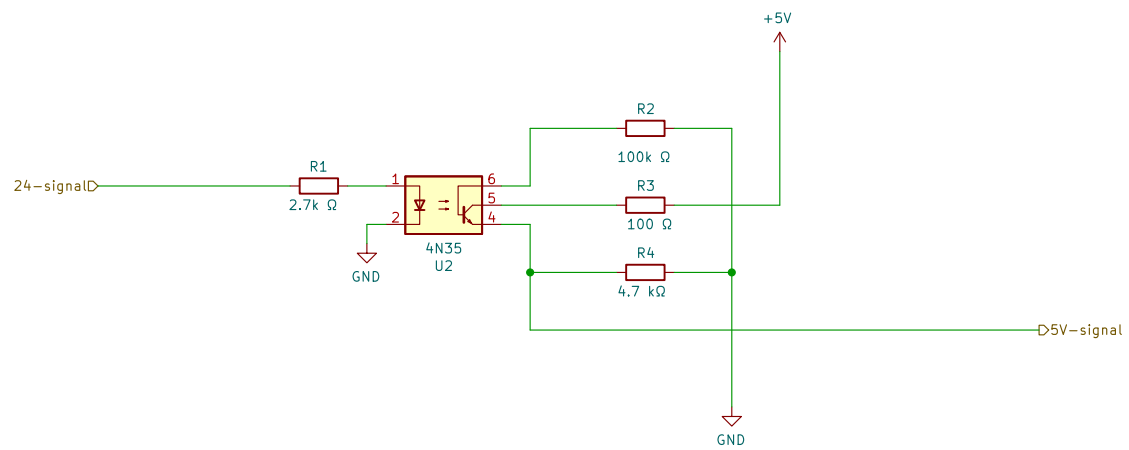 +5V
R2
100k Ω
24-signal
R1
2.7k Ω
1
2
6
5
4
R3
100 Ω
4N35
U2
GND
R4
4.7 kΩ
5V-signal
GND